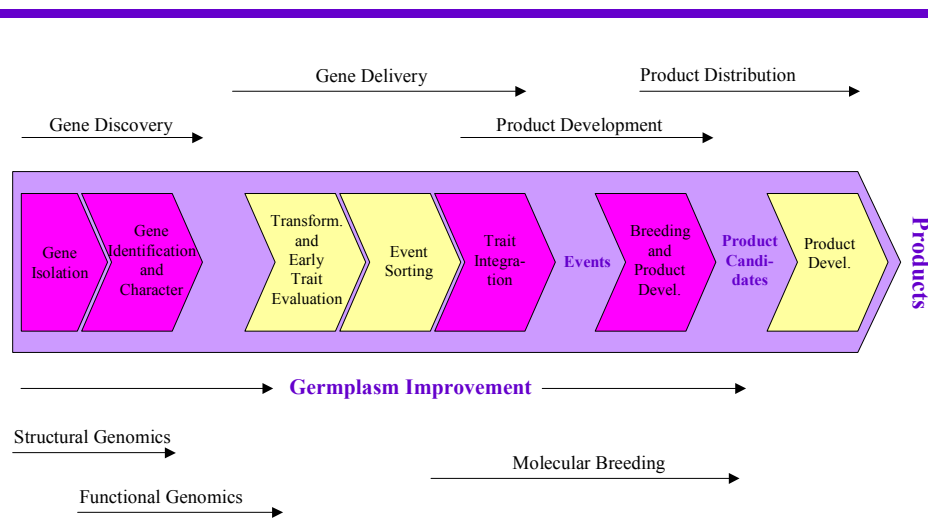 Gene Delivery
Product Distribution
Gene Discovery
Product Development
Gene
Isolation
Gene
Identification
and
Character
Transform.
and
Early
Trait
Evaluation
Event
Sorting
Trait
Integra-
tion
Events
Breeding
and
Product
Devel.
Product
Candi-
dates
Product
Devel.
Products
Germplasm Improvement
Structural Genomics
Molecular Breeding
Functional Genomics